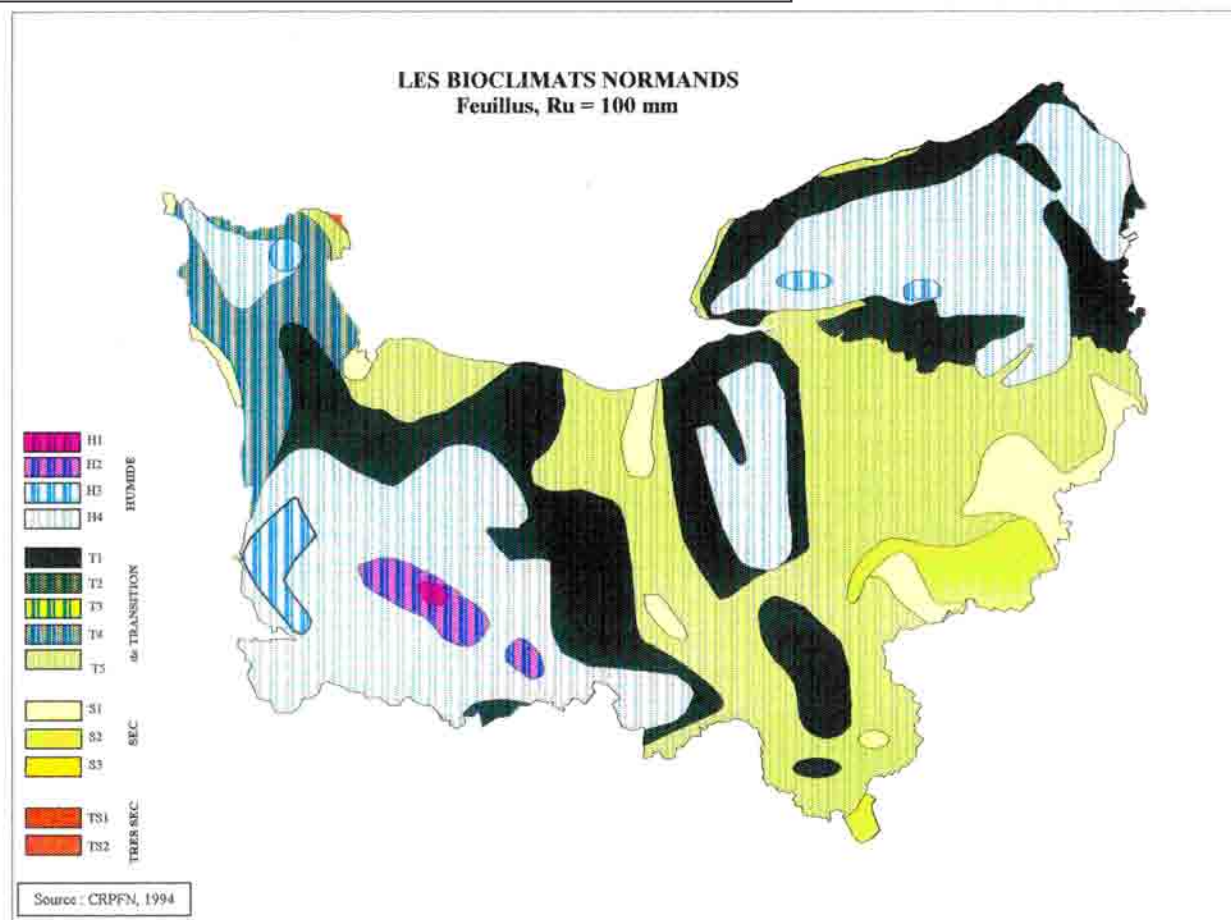 LES BIOCLIMATS NORMANDS
Feuillus, Ru = 100 mm
H1
H2
H3
H4
HUMIDE
T1
T2
T3
T4
T5
de TRANSITION
S1
S2
S3
SEC
TS1
TS2
TRES SEC
Source : CRPFN, 1994